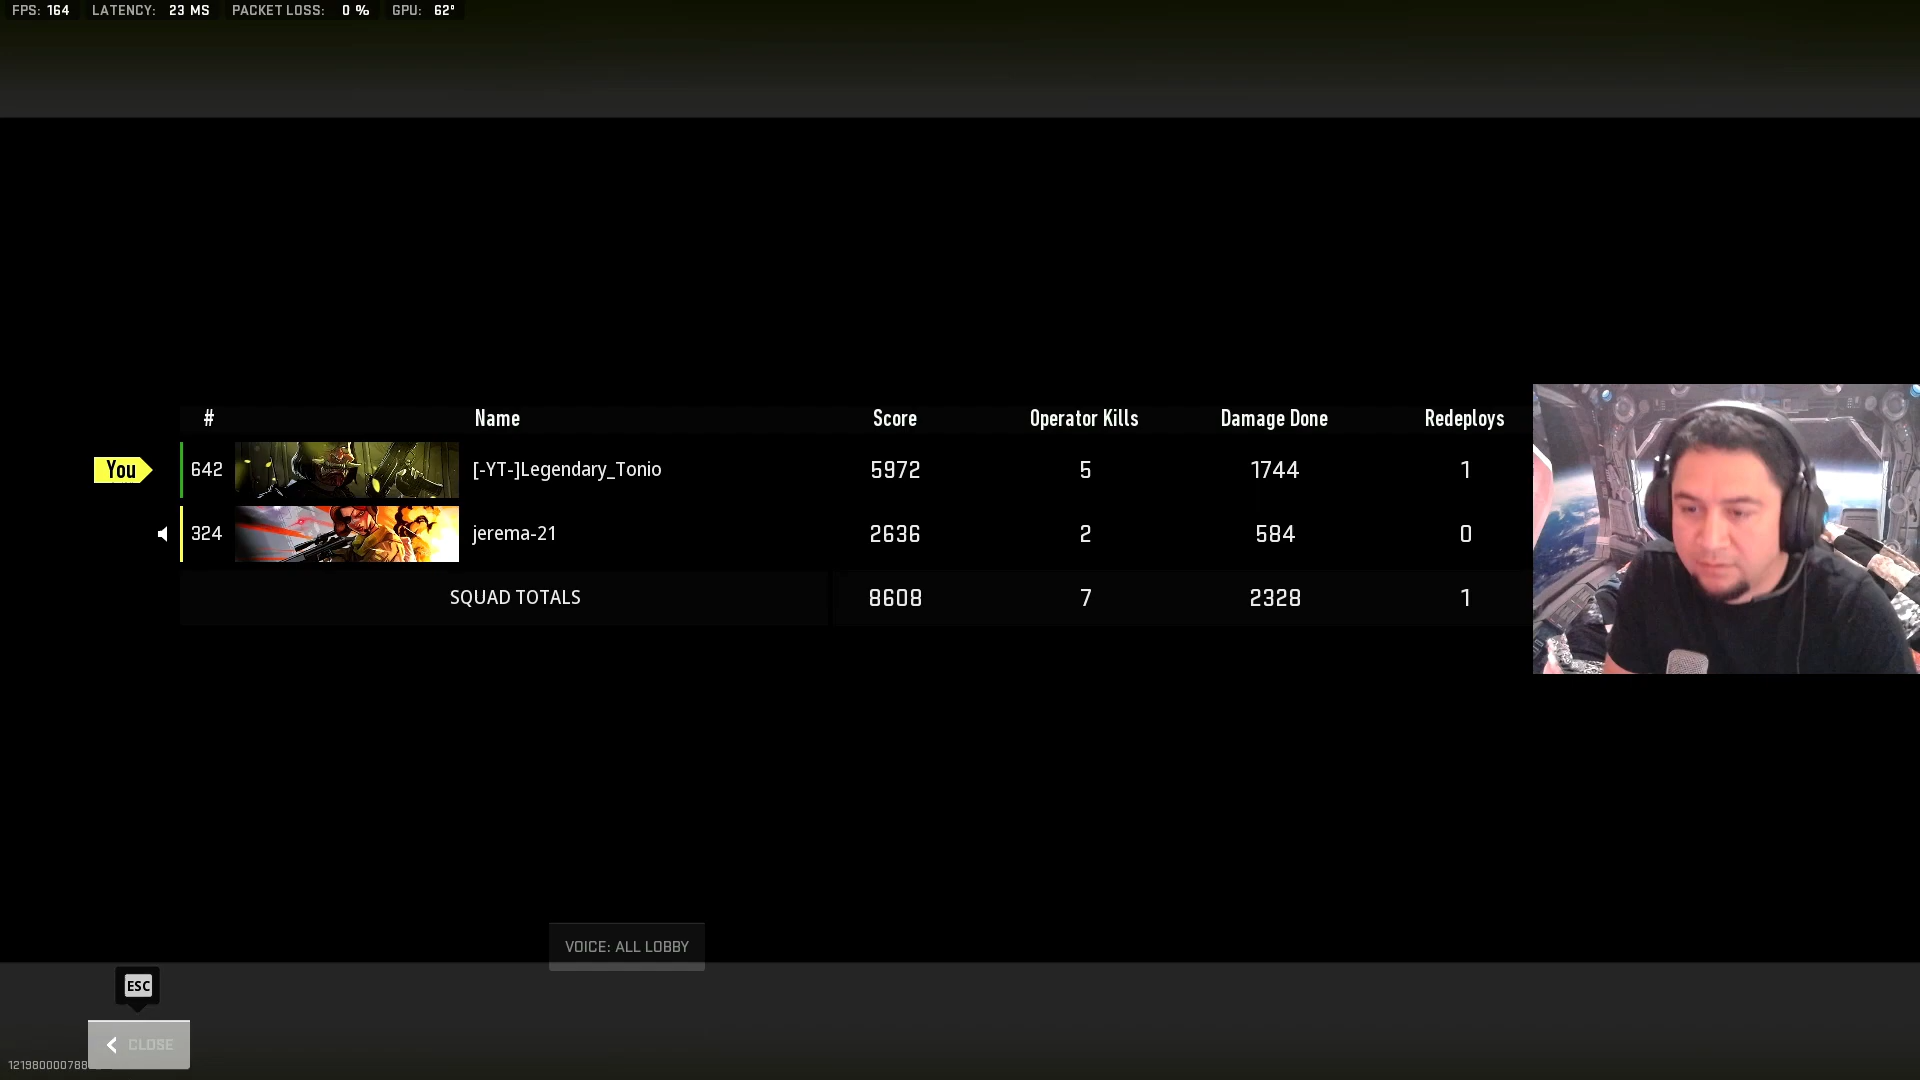 FPS: 164 LATENCY: 23 MS PACKET LOSS: 0 % GPU: 62°
# Name Score Operator Kills Damage Done Redeploys
You 642 [-YT-]Legendary_Tonio 5972 5 1744 1
324 jerema-21 2636 2 584 0
SQUAD TOTALS 8608 7 2328 1
VOICE: ALL LOBBY
ESC
CLOSE